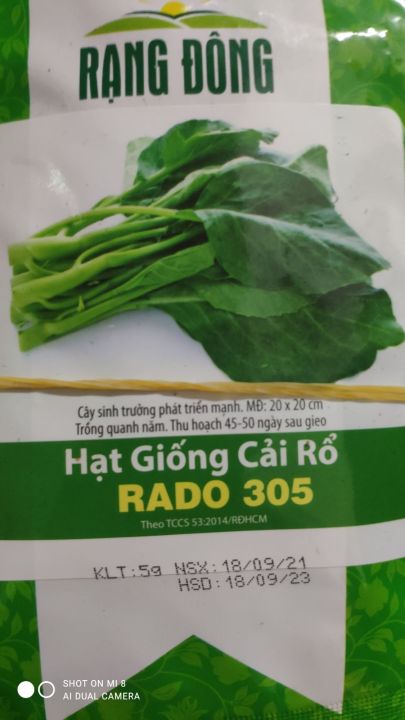 RẠNG ĐÔNG
Cây sinh trưởng phát triển mạnh. MĐ: 20 x 20 cm
Trồng quanh năm. Thu hoạch 45-50 ngày sau gieo
Hạt Giống Cải Rổ
RADO 305
Theo TCCS 53:2014/RĐHCM
KLT:5g NSX:18/09/21
HSD:18/09/23
SHOT ON MI 8
AI DUAL CAMERA